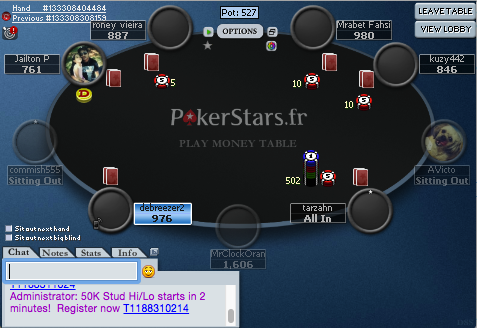 Hand #133308404484
Previous #133308308159
Pot: 527
LEAVE TABLE
VIEW LOBBY
roney vieira
887
OPTIONS
Mrabet Fahsi
980
Jailton P
761
kuzy442
846
5
10
10
D
PokerStars.fr
PLAY MONEY TABLE
commish555
Sitting Out
AVicto
Sitting Out
502
debreezer2
976
tarzahn
All In
MrClockOran
1,606
Sit out next hand
Sit out next big blind
Chat Notes Stats Info
T1188311024
Administrator: 50K Stud Hi/Lo starts in 2
minutes! Register now T1188310214